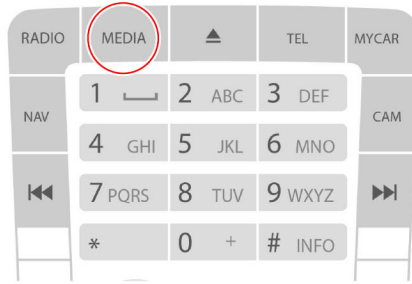 RADIO MEDIA TEL MYCAR
NAV CAM
1 2 ABC 3 DEF
4 GHI 5 JKL 6 MNO
7 PQRS 8 TUV 9 WXYZ
* 0 + # INFO